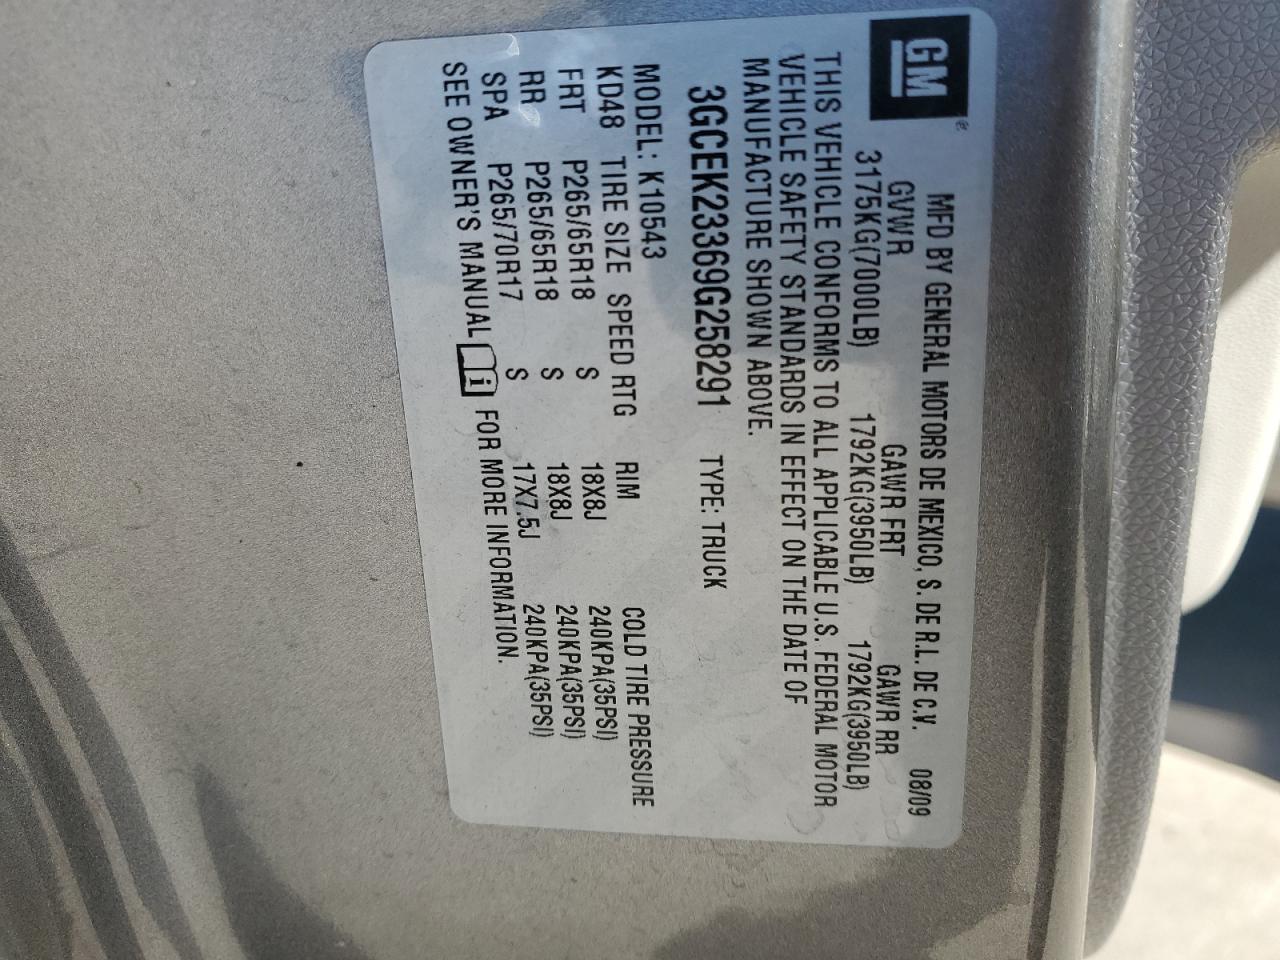 GM®
MFD BY GENERAL MOTORS DE MEXICO, S. DE R.L. DE C.V. 08/09
GVWR GAWR FRT GAWR RR
3175KG(7000LB) 1792KG(3950LB) 1792KG(3950LB)
THIS VEHICLE CONFORMS TO ALL APPLICABLE U.S. FEDERAL MOTOR
VEHICLE SAFETY STANDARDS IN EFFECT ON THE DATE OF
MANUFACTURE SHOWN ABOVE.
3GCEK23369G258291 TYPE: TRUCK
MODEL: K10543
KD48 TIRE SIZE SPEED RTG RIM COLD TIRE PRESSURE
FRT P265/65R18 S 18X8J 240KPA(35PSI)
RR P265/65R18 S 18X8J 240KPA(35PSI)
SPA P265/70R17 S 17X7.5J 240KPA(35PSI)
SEE OWNER'S MANUAL i FOR MORE INFORMATION.